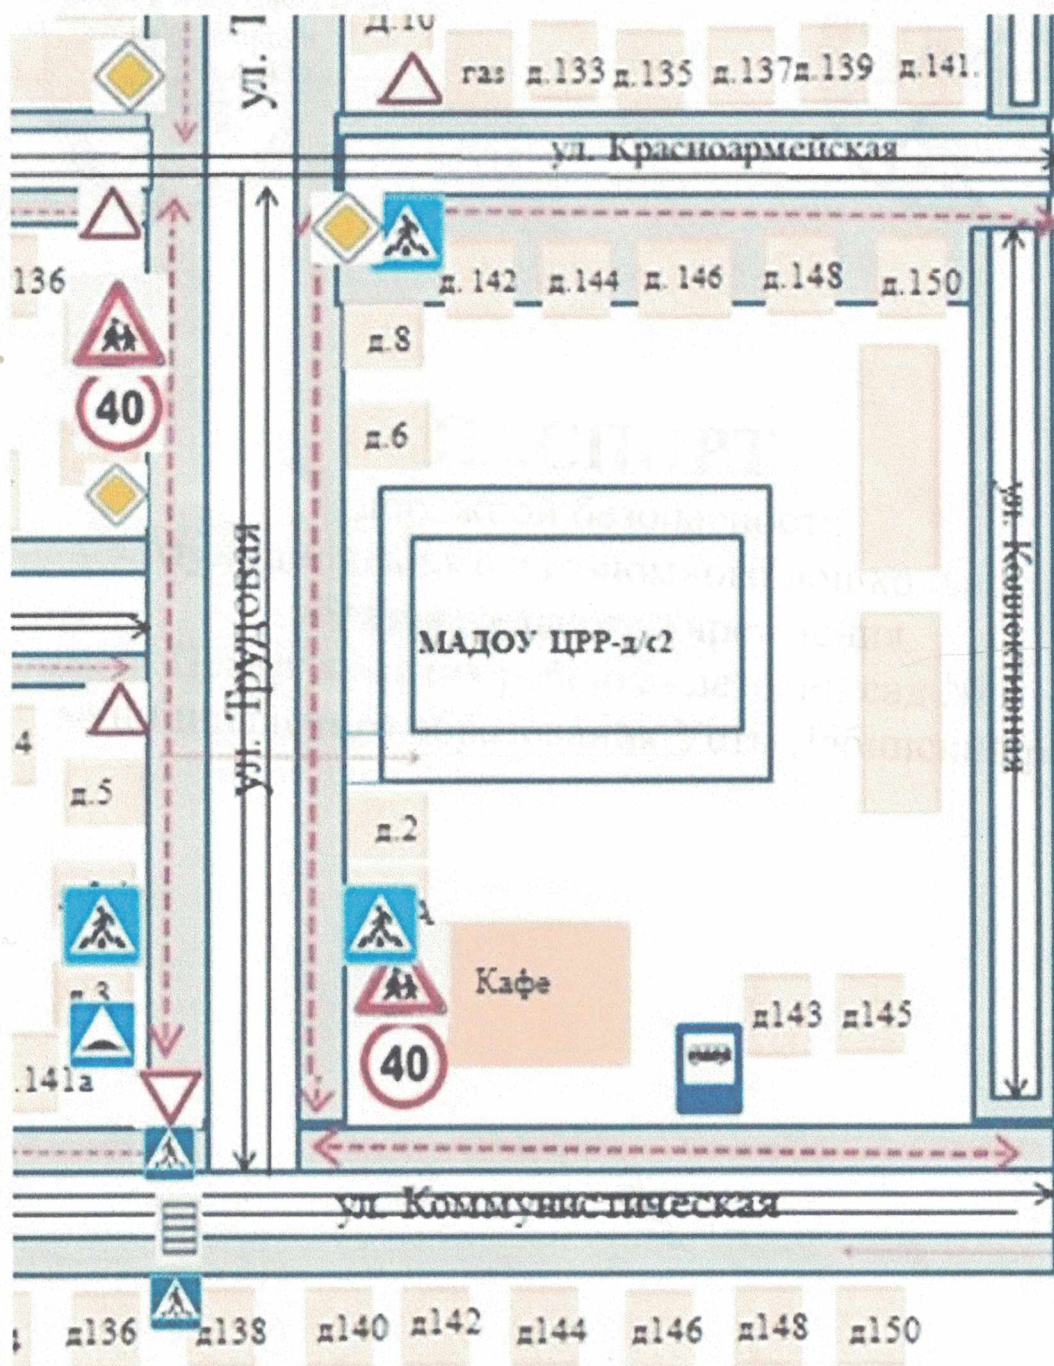 ул. Т
д.10
газ д.133 д.135 д.137 д.139 д.141.
ул. Красноармейская
136
д. 142 д.144 д. 146 д.148 д.150
д.8
40
д.6
ул. Трудовая
МАДОУ ЦРР-д/с2
ул. Коллективная
4
д.5
д.2
А
д.3
Кафе
д143 д145
40
.141а
ул. Коммунистическая
д136 д138 д140 д142 д144 д146 д148 д150